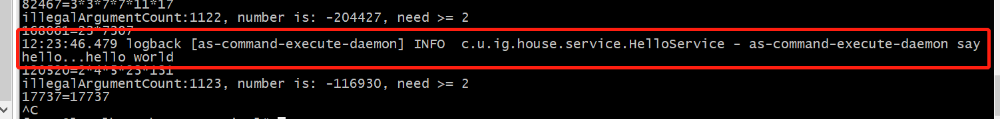 82467=3*3*7*7*11*17
illegalArgumentCount:1122, number is: -204427, need >= 2
168061=23*7307
12:23:46.479 logback [as-command-execute-daemon] INFO  c.u.ig.house.service.HelloService - as-command-execute-daemon say
hello...hello world
120520=2*4*5*23*131
illegalArgumentCount:1123, number is: -116930, need >= 2
17737=17737
^C